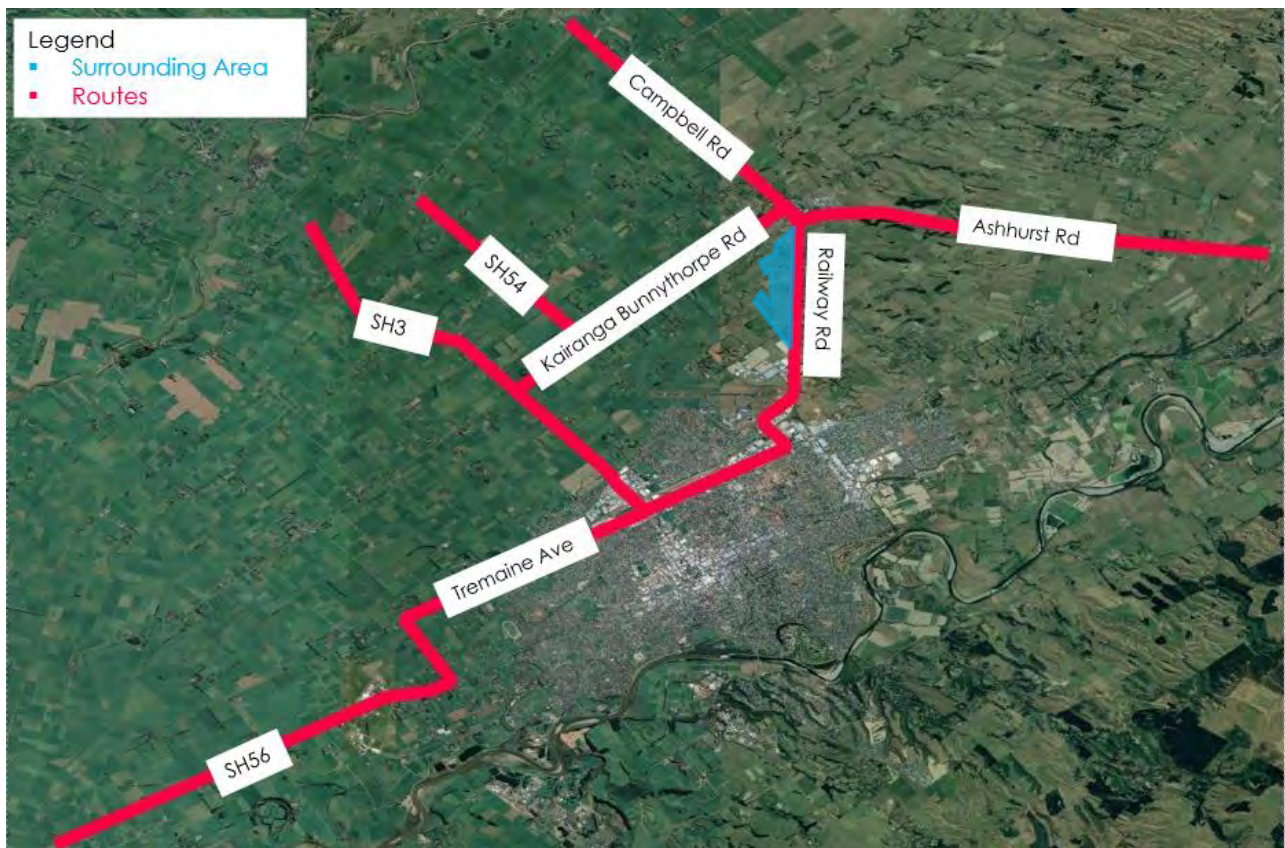 Legend
Surrounding Area
Routes
Campbell Rd
Ashhurst Rd
SH54
Kairanga Bunnythorpe Rd
Railway Rd
SH3
Tremaine Ave
SH56